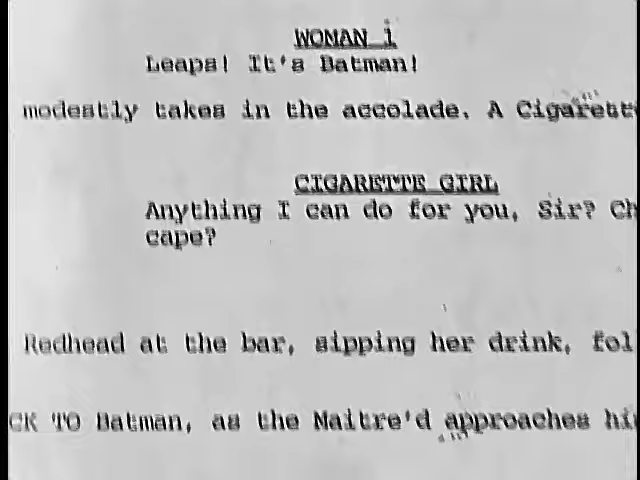 WOMAN 1
Leaps! It's Batman!
modestly takes in the accolade. A Cigarett
CIGARETTE GIRL
Anything I can do for you, Sir? Ch
cape?
Redhead at the bar, sipping her drink, fol
CK TO Batman, as the Maitre'd approaches hi